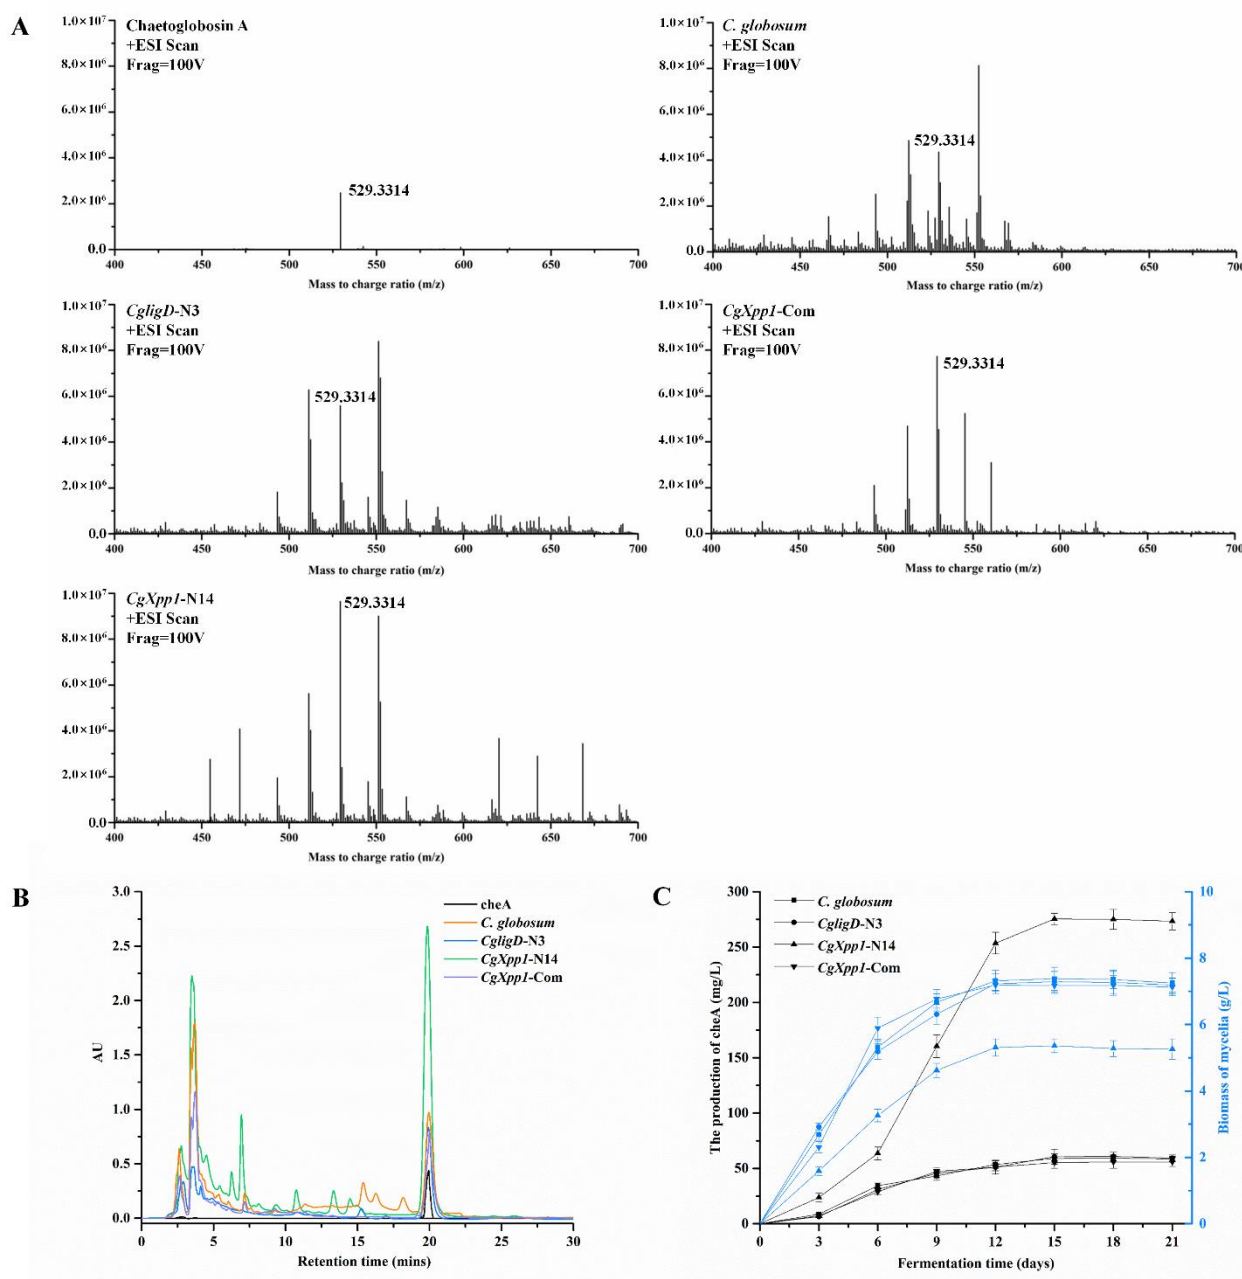 A
Chaetoglobosin A
+ESI Scan
Frag=100V
1.0×10⁷
8.0×10⁶
6.0×10⁶
4.0×10⁶
2.0×10⁶
0.0
529.3314
400 450 500 550 600 650 700
Mass to charge ratio (m/z)
C. globosum
+ESI Scan
Frag=100V
1.0×10⁷
8.0×10⁶
6.0×10⁶
4.0×10⁶
2.0×10⁶
0.0
529.3314
400 450 500 550 600 650 700
Mass to charge ratio (m/z)
CgligD-N3
+ESI Scan
Frag=100V
1.0×10⁷
8.0×10⁶
6.0×10⁶
4.0×10⁶
2.0×10⁶
0.0
529.3314
400 450 500 550 600 650 700
Mass to charge ratio (m/z)
CgXpp1-Com
+ESI Scan
Frag=100V
1.0×10⁷
8.0×10⁶
6.0×10⁶
4.0×10⁶
2.0×10⁶
0.0
529.3314
400 450 500 550 600 650 700
Mass to charge ratio (m/z)
CgXpp1-N14
+ESI Scan
Frag=100V
1.0×10⁷
8.0×10⁶
6.0×10⁶
4.0×10⁶
2.0×10⁶
0.0
529.3314
400 450 500 550 600 650 700
Mass to charge ratio (m/z)
B
3.0
2.5
2.0
1.5
1.0
0.5
0.0
AU
cheA
C. globosum
CgligD-N3
CgXpp1-N14
CgXpp1-Com
0 5 10 15 20 25 30
Retention time (mins)
C
300
250
200
150
100
50
0
The production of cheA (mg/L)
C. globosum
CgligD-N3
CgXpp1-N14
CgXpp1-Com
10
8
6
4
2
0
Biomass of mycelia (g/L)
0 3 6 9 12 15 18 21
Fermentation time (days)